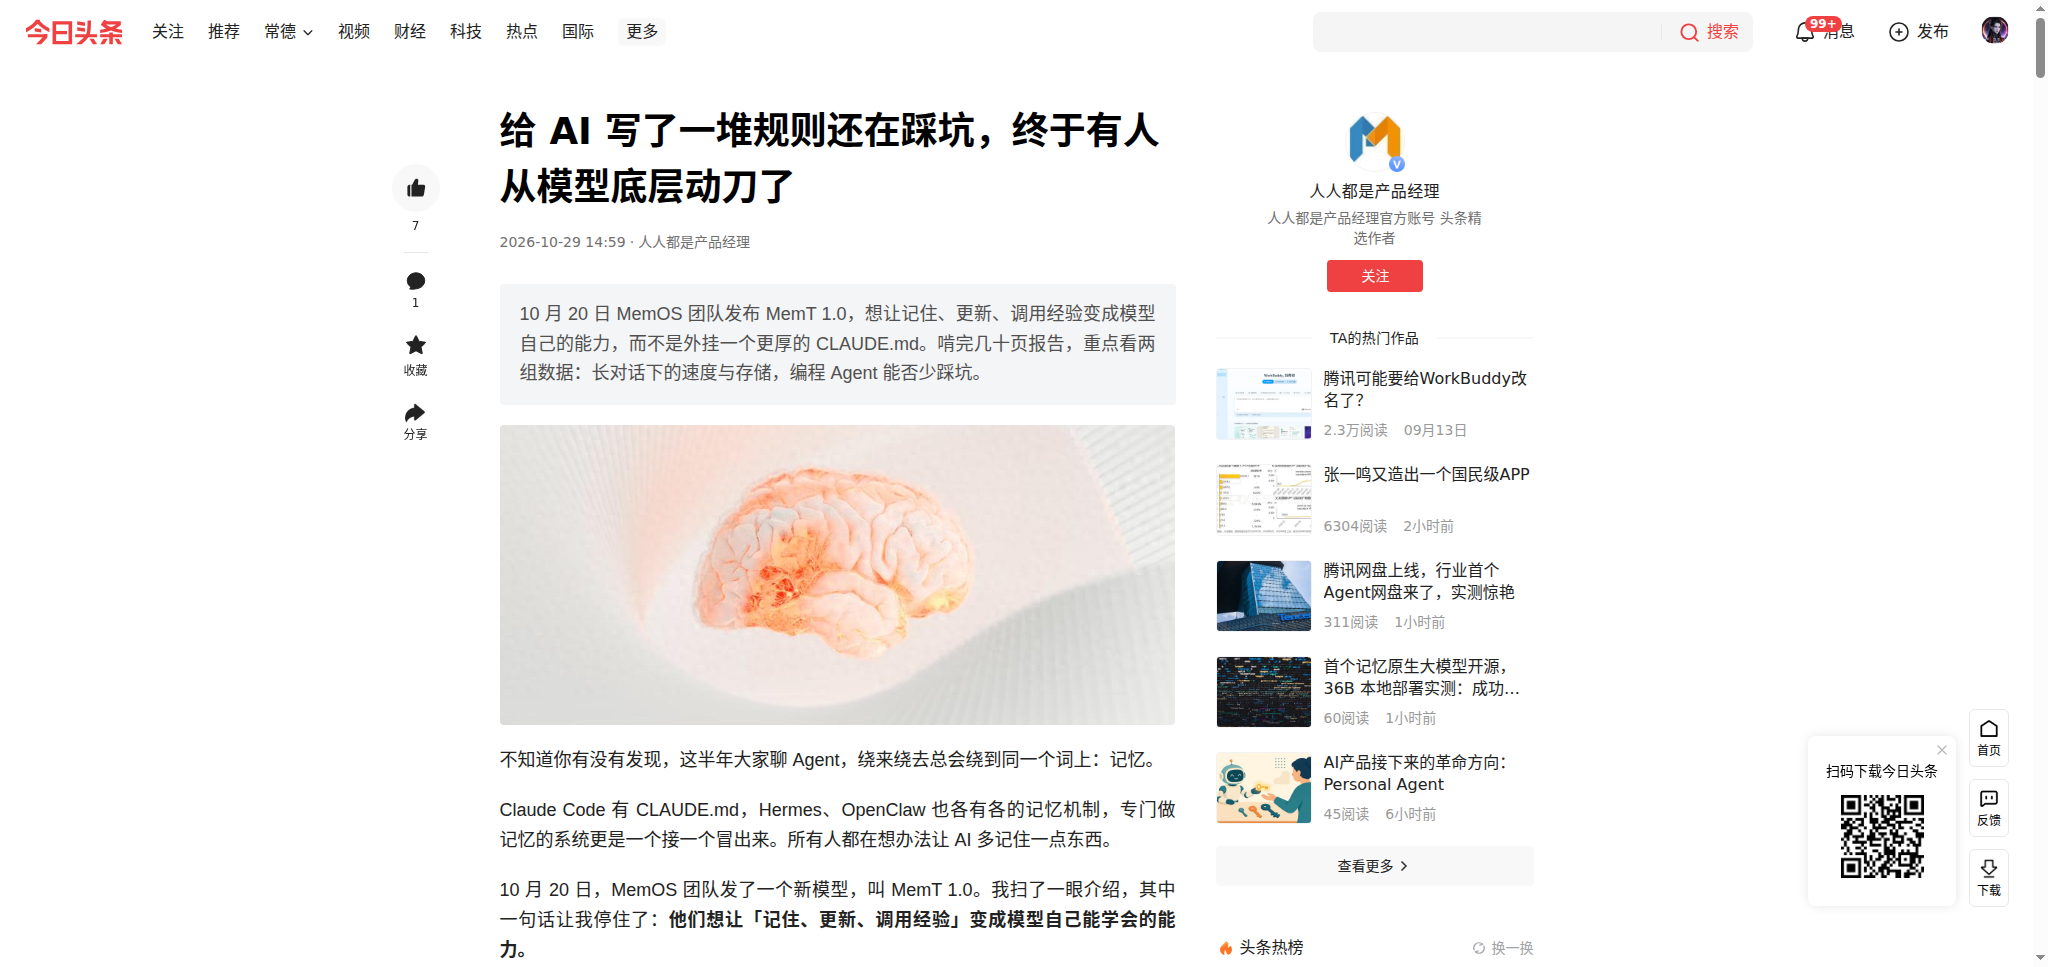 今日头条
关注
推荐
常德
视频
财经
科技
热点
国际
更多
搜索
99+
消息
发布
给 AI 写了一堆规则还在踩坑，终于有人
从模型底层动刀了
2026-10-29 14:59 · 人人都是产品经理
7
1
收藏
分享
10 月 20 日 MemOS 团队发布 MemT 1.0，想让记住、更新、调用经验变成模型
自己的能力，而不是外挂一个更厚的 CLAUDE.md。啃完几十页报告，重点看两
组数据：长对话下的速度与存储，编程 Agent 能否少踩坑。
不知道你有没有发现，这半年大家聊 Agent，绕来绕去总会绕到同一个词上：记忆。
Claude Code 有 CLAUDE.md，Hermes、OpenClaw 也各有各的记忆机制，专门做
记忆的系统更是一个接一个冒出来。所有人都在想办法让 AI 多记住一点东西。
10 月 20 日，MemOS 团队发了一个新模型，叫 MemT 1.0。我扫了一眼介绍，其中
一句话让我停住了：他们想让「记住、更新、调用经验」变成模型自己能学会的能
力。
人人都是产品经理
人人都是产品经理官方账号 头条精
选作者
关注
TA的热门作品
腾讯可能要给WorkBuddy改
名了？
2.3万阅读 09月13日
张一鸣又造出一个国民级APP
6304阅读 2小时前
腾讯网盘上线，行业首个
Agent网盘来了，实测惊艳
311阅读 1小时前
首个记忆原生大模型开源，
36B 本地部署实测：成功...
60阅读 1小时前
AI产品接下来的革命方向：
Personal Agent
45阅读 6小时前
查看更多
头条热榜
换一换
扫码下载今日头条
首页
反馈
下载